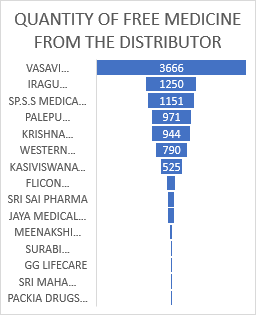 QUANTITY OF FREE MEDICINE
FROM THE DISTRIBUTOR
VASAVI... 3666
IRAGU... 1250
SP.S.S MEDICA... 1151
PALEPU... 971
KRISHNA... 944
WESTERN... 790
KASIVISWANA... 525
FLICON...
SRI SAI PHARMA
JAYA MEDICAL...
MEENAKSHI...
SURABI...
GG LIFECARE
SRI MAHA...
PACKIA DRUGS...